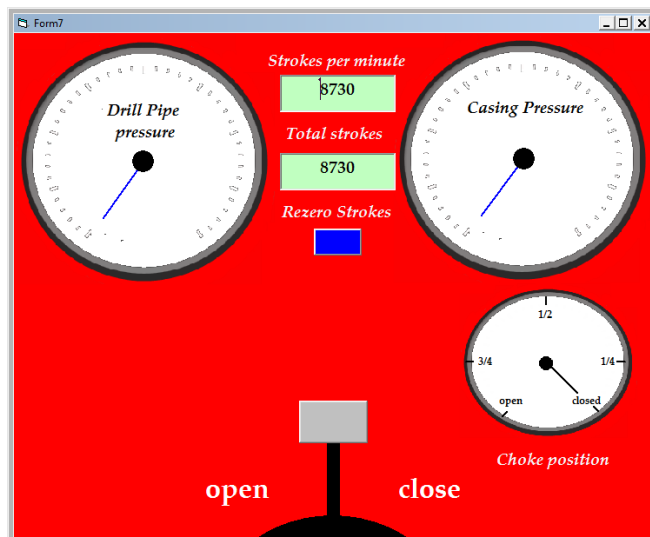 Form7
Strokes per minute
8730
Drill Pipe
pressure
Casing Pressure
Total strokes
8730
Rezero Strokes
1/2
3/4
1/4
open
closed
Choke position
open
close